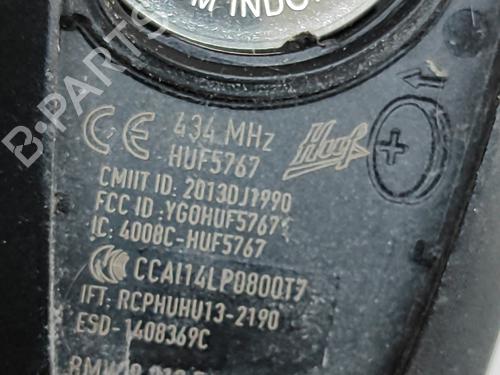 M INDO
434 MHz
HUF5767
Huf
CMIIT ID: 2013DJ1990
FCC ID :YGOHUF5767
IC: 4008C-HUF5767
CCAI14LP0800T7
IFT: RCPHUHU13-2190
ESD-1408369C
B-PARTS